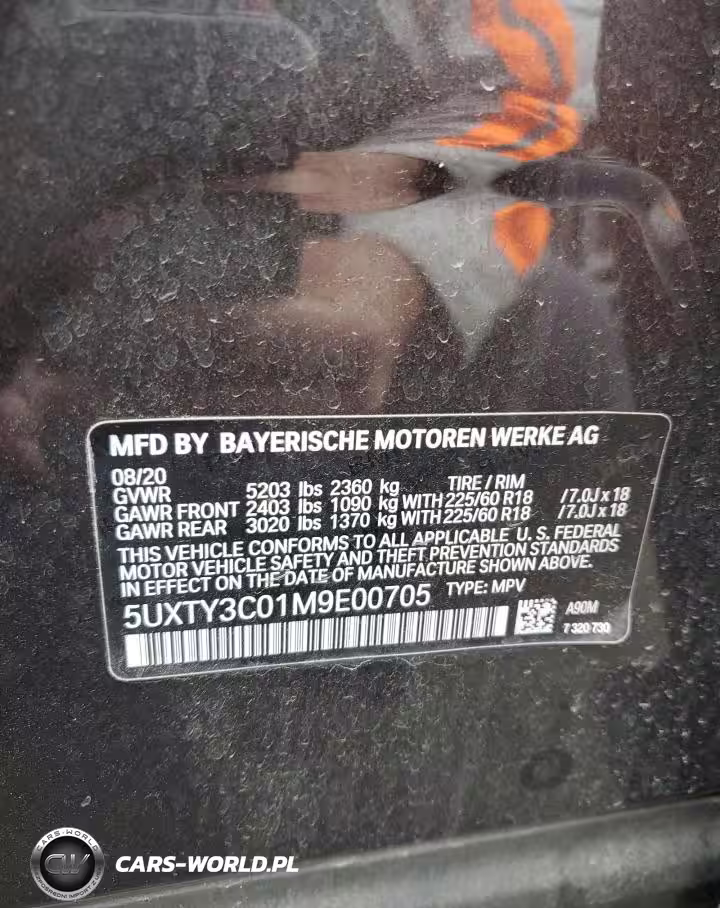 MFD BY BAYERISCHE MOTOREN WERKE AG
08/20 TIRE / RIM
GVWR 5203 lbs 2360 kg
GAWR FRONT 2403 lbs 1090 kg WITH 225/60 R18 /7.0J x 18
GAWR REAR 3020 lbs 1370 kg WITH 225/60 R18 /7.0J x 18
THIS VEHICLE CONFORMS TO ALL APPLICABLE U. S. FEDERAL
MOTOR VEHICLE SAFETY AND THEFT PREVENTION STANDARDS
IN EFFECT ON THE DATE OF MANUFACTURE SHOWN ABOVE.
5UXTY3C01M9E00705 TYPE: MPV
A90M
7 320 730
CARS-WORLD
CW
CARS-WORLD.PL